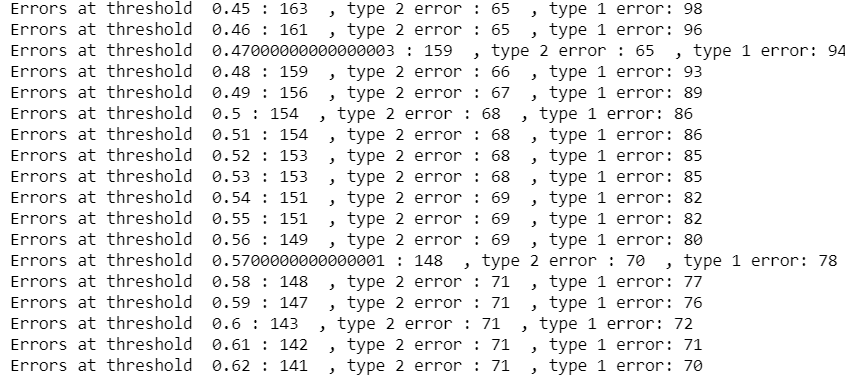 Errors at threshold  0.45 : 163  , type 2 error : 65  , type 1 error: 98
Errors at threshold  0.46 : 161  , type 2 error : 65  , type 1 error: 96
Errors at threshold  0.47000000000000003 : 159  , type 2 error : 65  , type 1 error: 94
Errors at threshold  0.48 : 159  , type 2 error : 66  , type 1 error: 93
Errors at threshold  0.49 : 156  , type 2 error : 67  , type 1 error: 89
Errors at threshold  0.5 : 154  , type 2 error : 68  , type 1 error: 86
Errors at threshold  0.51 : 154  , type 2 error : 68  , type 1 error: 86
Errors at threshold  0.52 : 153  , type 2 error : 68  , type 1 error: 85
Errors at threshold  0.53 : 153  , type 2 error : 68  , type 1 error: 85
Errors at threshold  0.54 : 151  , type 2 error : 69  , type 1 error: 82
Errors at threshold  0.55 : 151  , type 2 error : 69  , type 1 error: 82
Errors at threshold  0.56 : 149  , type 2 error : 69  , type 1 error: 80
Errors at threshold  0.5700000000000001 : 148  , type 2 error : 70  , type 1 error: 78
Errors at threshold  0.58 : 148  , type 2 error : 71  , type 1 error: 77
Errors at threshold  0.59 : 147  , type 2 error : 71  , type 1 error: 76
Errors at threshold  0.6 : 143  , type 2 error : 71  , type 1 error: 72
Errors at threshold  0.61 : 142  , type 2 error : 71  , type 1 error: 71
Errors at threshold  0.62 : 141  , type 2 error : 71  , type 1 error: 70